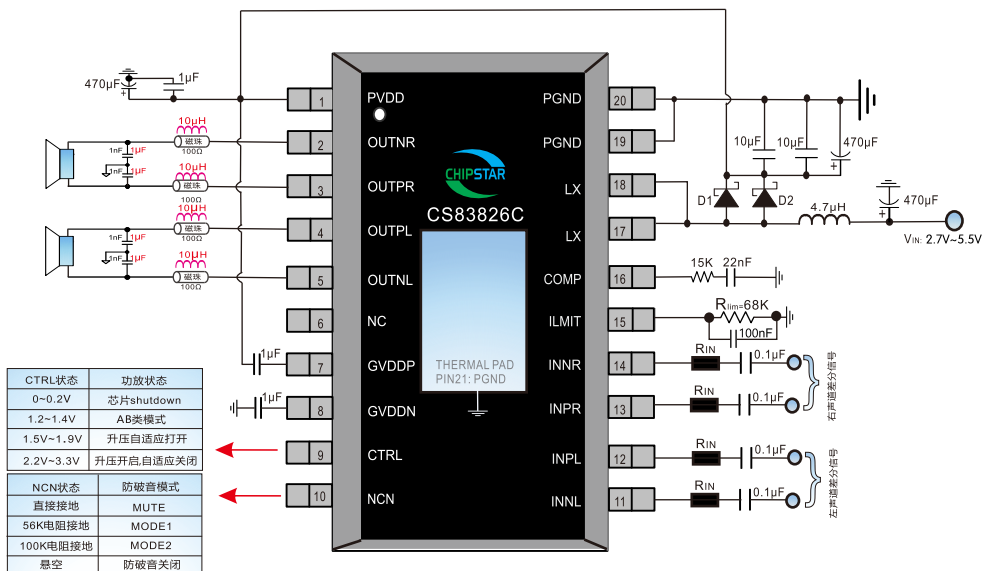 470μF
1μF
1
PVDD
PGND
20
10μH
磁珠
100Ω
1nF
1μF
1nF
1μF
2
OUTNR
PGND
19
10μF
10μF
470μF
10μH
磁珠
100Ω
3
OUTPR
CHIPSTAR
CS83826C
LX
18
D1
D2
4.7μH
470μF
VIN: 2.7V~5.5V
10μH
磁珠
100Ω
1nF
1μF
1nF
1μF
4
OUTPL
LX
17
10μH
磁珠
100Ω
5
OUTNL
COMP
16
15K
22nF
6
NC
ILMIT
15
Rlim=68K
100nF
1μF
7
GVDDP
THERMAL PAD
PIN21: PGND
INNR
14
RIN
0.1μF
1μF
8
GVDDN
INPR
13
RIN
0.1μF
右声道差分信号
9
CTRL
INPL
12
RIN
0.1μF
10
NCN
INNL
11
RIN
0.1μF
左声道差分信号
CTRL状态 功放状态
0~0.2V 芯片shutdown
1.2~1.4V AB类模式
1.5V~1.9V 升压自适应打开
2.2V~3.3V 升压开启,自适应关闭
NCN状态 防破音模式
直接接地 MUTE
56K电阻接地 MODE1
100K电阻接地 MODE2
悬空 防破音关闭